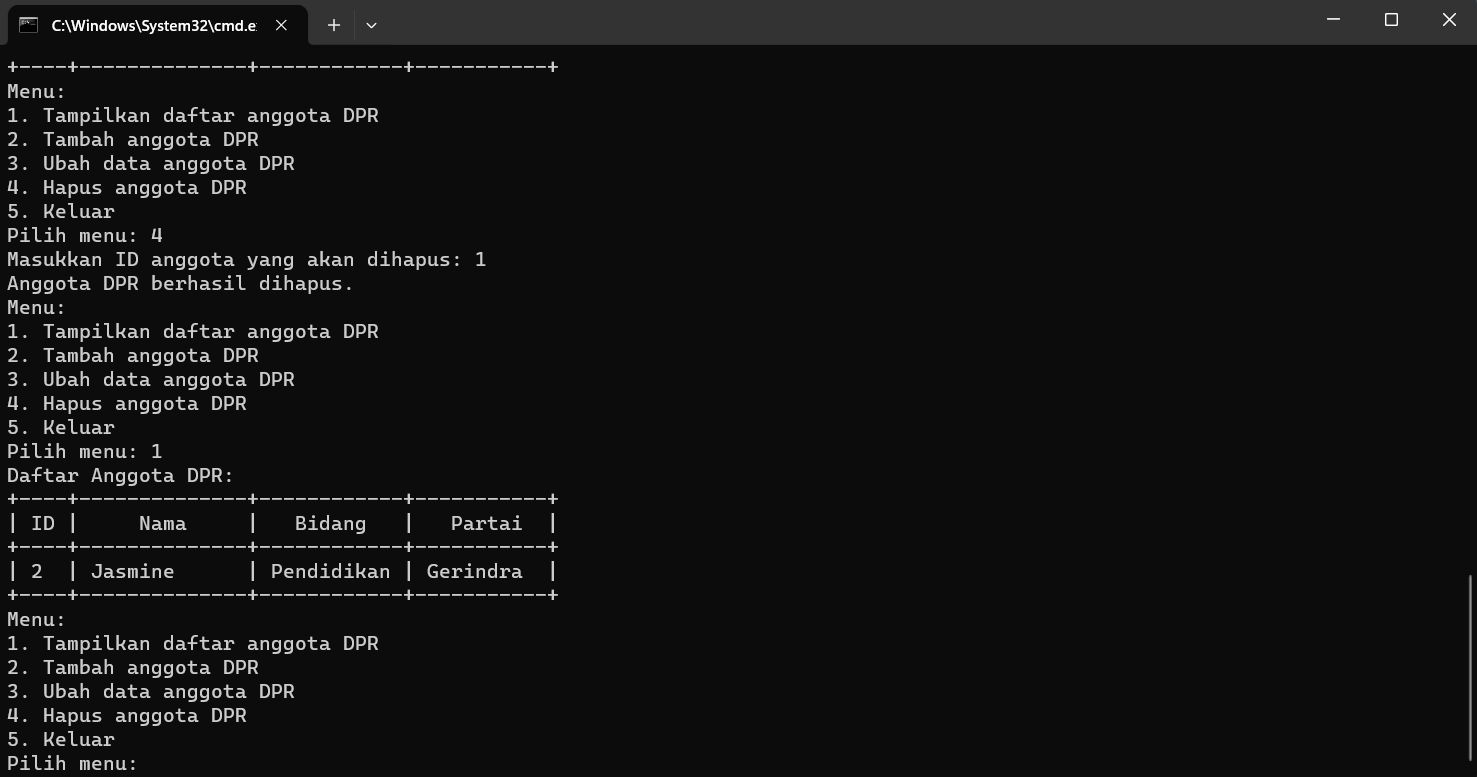 C:\Windows\System32\cmd.e
+----+--------------+------------+-----------+
Menu:
1. Tampilkan daftar anggota DPR
2. Tambah anggota DPR
3. Ubah data anggota DPR
4. Hapus anggota DPR
5. Keluar
Pilih menu: 4
Masukkan ID anggota yang akan dihapus: 1
Anggota DPR berhasil dihapus.
Menu:
1. Tampilkan daftar anggota DPR
2. Tambah anggota DPR
3. Ubah data anggota DPR
4. Hapus anggota DPR
5. Keluar
Pilih menu: 1
Daftar Anggota DPR:
+----+--------------+------------+-----------+
| ID |     Nama     |   Bidang   |   Partai  |
+----+--------------+------------+-----------+
| 2  | Jasmine      | Pendidikan | Gerindra  |
+----+--------------+------------+-----------+
Menu:
1. Tampilkan daftar anggota DPR
2. Tambah anggota DPR
3. Ubah data anggota DPR
4. Hapus anggota DPR
5. Keluar
Pilih menu: